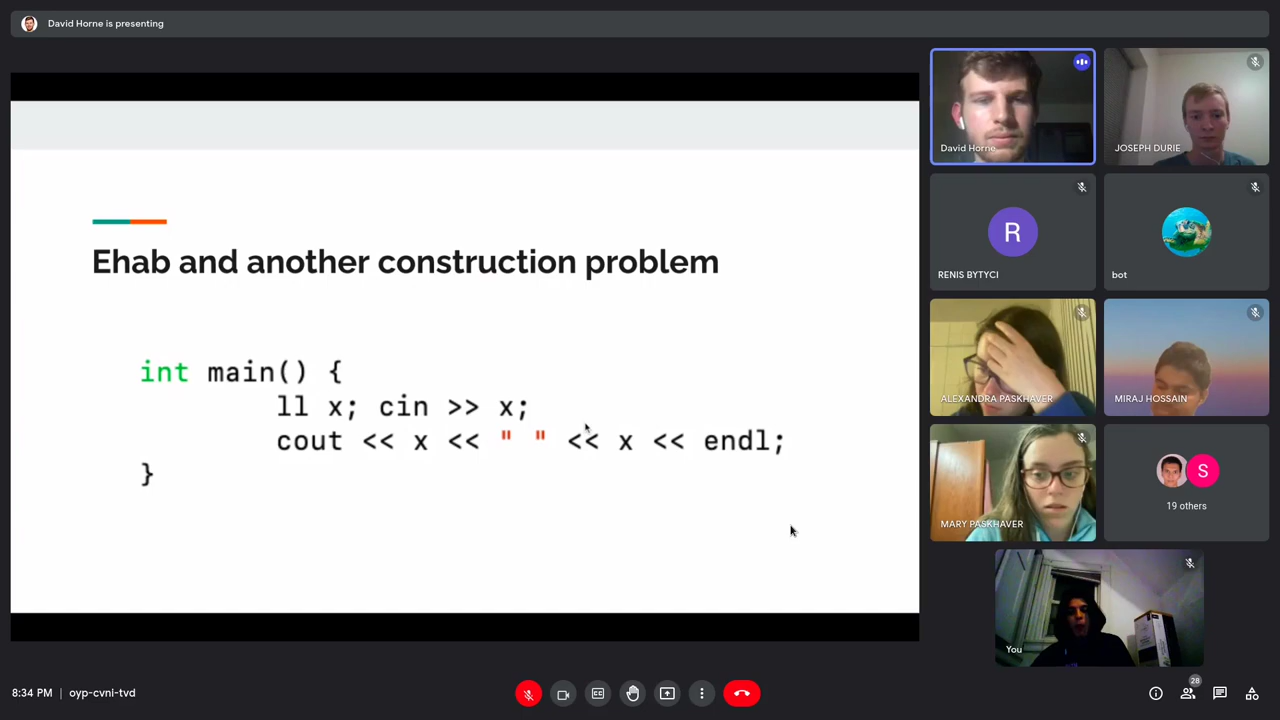 David Horne is presenting
Ehab and another construction problem
int main() {
ll x; cin >> x;
cout << x << " " << x << endl;
}
David Horne
JOSEPH DURIE
R
RENIS BYTYCI
bot
ALEXANDRA PASKHAVER
MIRAJ HOSSAIN
MARY PASKHAVER
S
19 others
You
8:34 PM | oyp-cvni-tvd
28